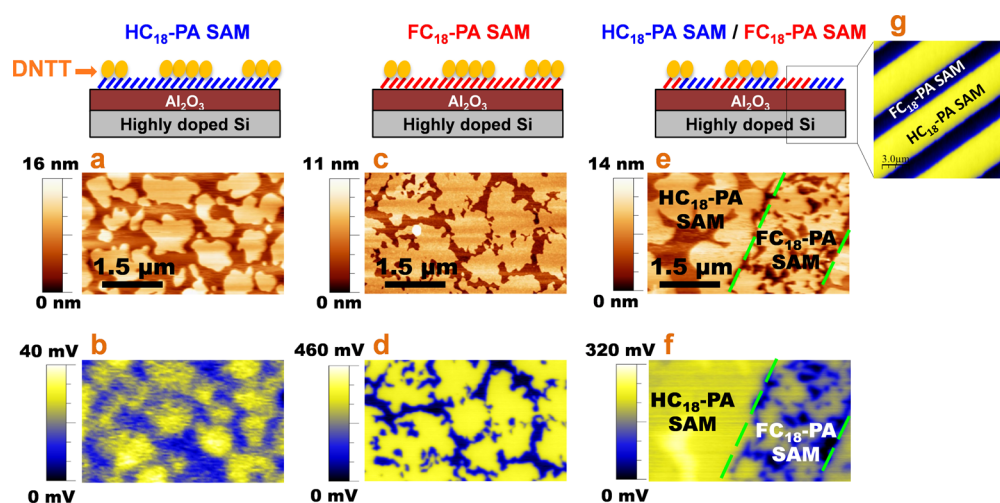 HC₁₈-PA SAM
FC₁₈-PA SAM
HC₁₈-PA SAM / FC₁₈-PA SAM
g
DNTT
Al₂O₃
Highly doped Si
Al₂O₃
Highly doped Si
Al₂O₃
Highly doped Si
FC₁₈-PA SAM
HC₁₈-PA SAM
3.0µm
16 nm
a
1.5 µm
0 nm
11 nm
c
1.5 µm
0 nm
14 nm
e
HC₁₈-PA
SAM
FC₁₈-PA
SAM
1.5 µm
0 nm
40 mV
b
0 mV
460 mV
d
0 mV
320 mV
f
HC₁₈-PA
SAM
FC₁₈-PA
SAM
0 mV